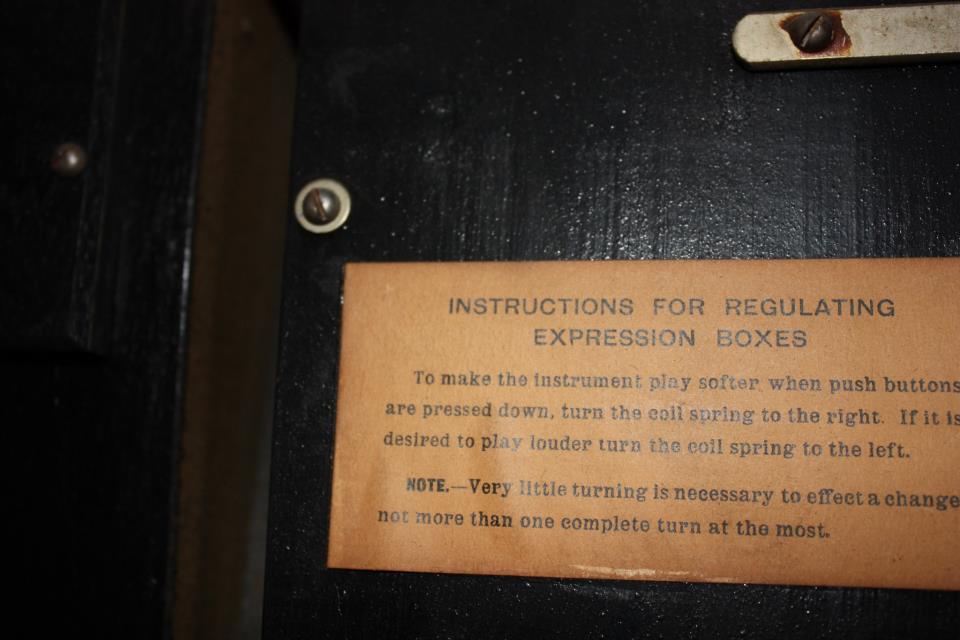 INSTRUCTIONS FOR REGULATING
EXPRESSION BOXES
To make the instrument play softer when push buttons
are pressed down, turn the coil spring to the right. If it is
desired to play louder turn the coil spring to the left.
NOTE.—Very little turning is necessary to effect a change
not more than one complete turn at the most.